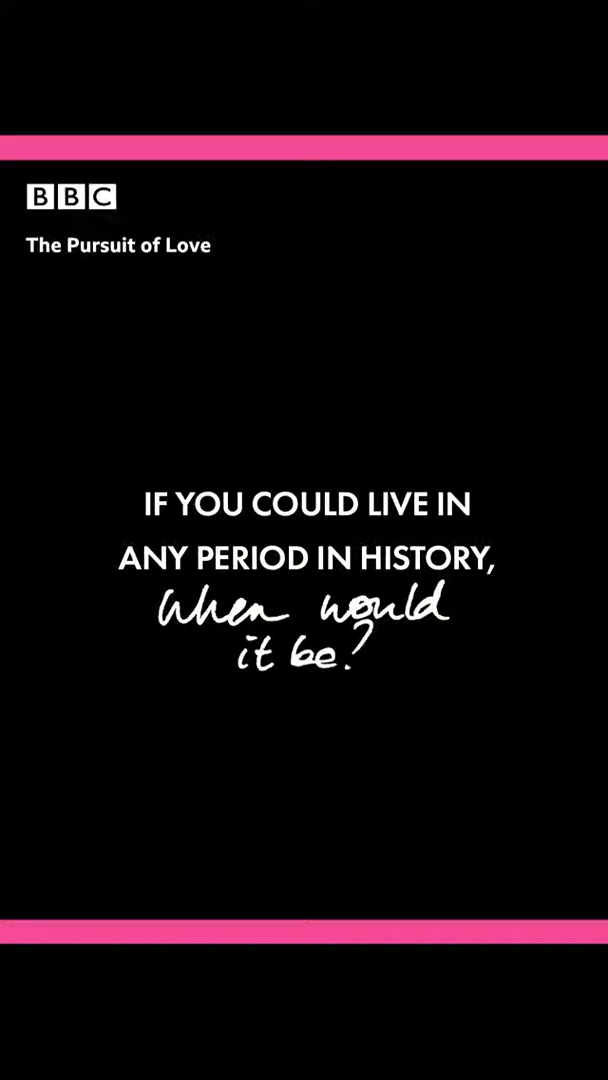 BBC
The Pursuit of Love
IF YOU COULD LIVE IN
ANY PERIOD IN HISTORY,
When would
it be?